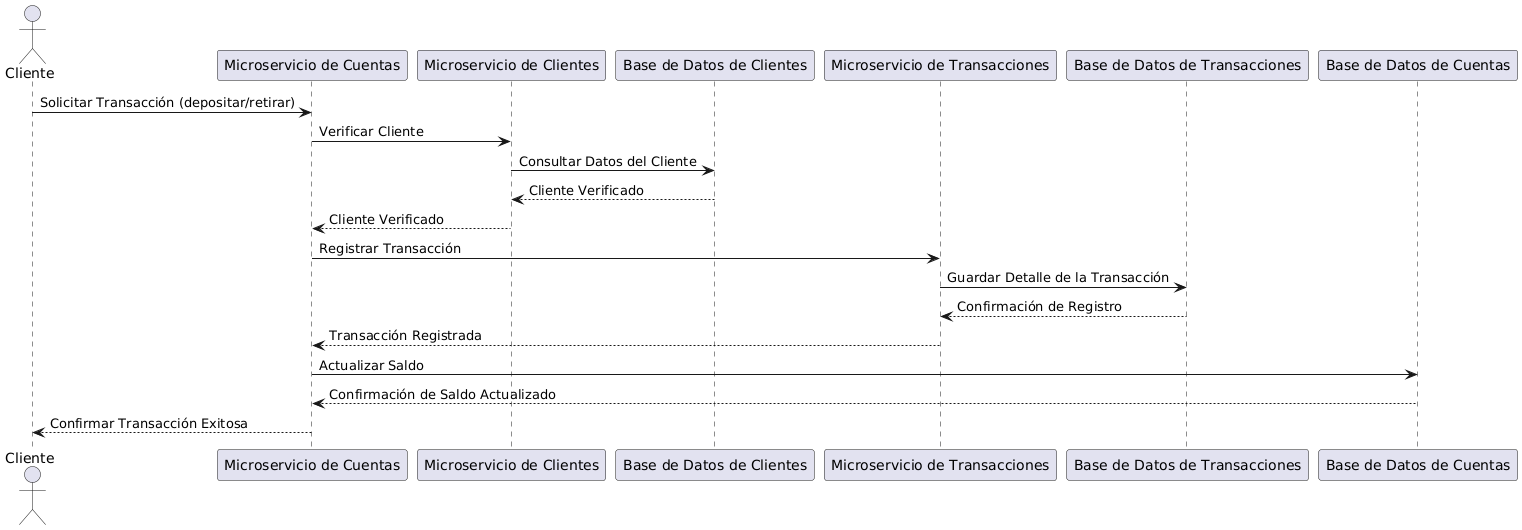 Cliente
Microservicio de Cuentas
Microservicio de Clientes
Base de Datos de Clientes
Microservicio de Transacciones
Base de Datos de Transacciones
Base de Datos de Cuentas
Solicitar Transacción (depositar/retirar)
Verificar Cliente
Consultar Datos del Cliente
Cliente Verificado
Cliente Verificado
Registrar Transacción
Guardar Detalle de la Transacción
Confirmación de Registro
Transacción Registrada
Actualizar Saldo
Confirmación de Saldo Actualizado
Confirmar Transacción Exitosa
Cliente
Microservicio de Cuentas
Microservicio de Clientes
Base de Datos de Clientes
Microservicio de Transacciones
Base de Datos de Transacciones
Base de Datos de Cuentas